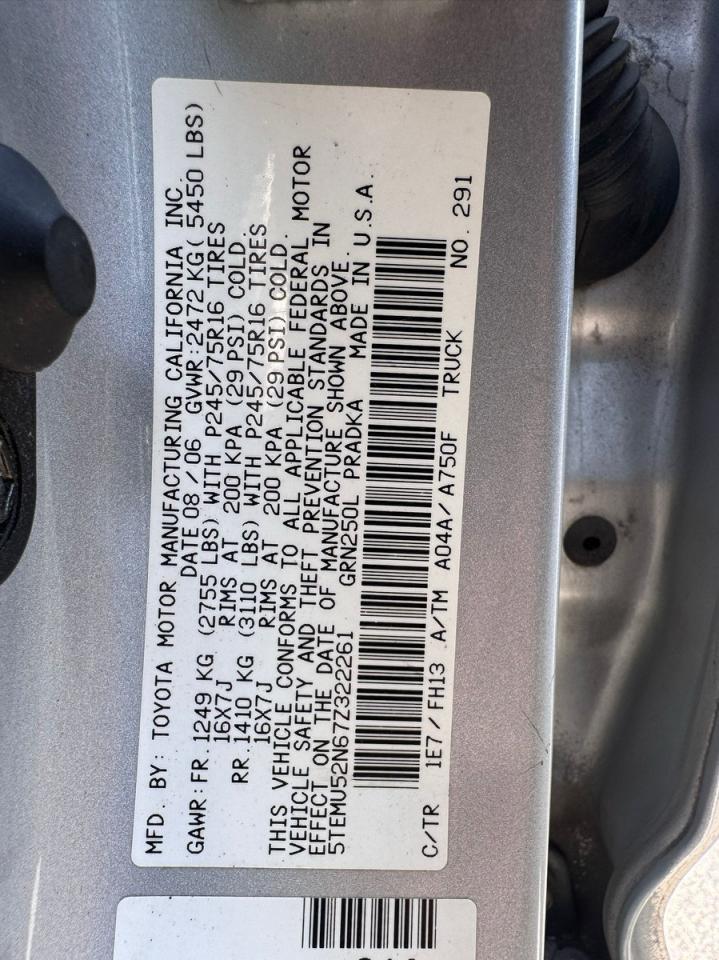 MFD. BY: TOYOTA MOTOR MANUFACTURING CALIFORNIA INC.
DATE 08/06 GVWR:2472 KG( 5450 LBS)
GAWR:FR.1249 KG (2755 LBS) WITH P245/75R16 TIRES
16X7J RIMS AT 200 KPA (29 PSI) COLD.
RR.1410 KG (3110 LBS) WITH P245/75R16 TIRES
16X7J RIMS AT 200 KPA (29 PSI) COLD.
THIS VEHICLE CONFORMS TO ALL APPLICABLE FEDERAL MOTOR
VEHICLE SAFETY AND THEFT PREVENTION STANDARDS IN
EFFECT ON THE DATE OF MANUFACTURE SHOWN ABOVE.
5TEMU52N67Z322261 GRN250L PRADKA MADE IN U.S.A.
C/TR 1E7/FH13 A/TM A04A/A750F TRUCK NO. 291